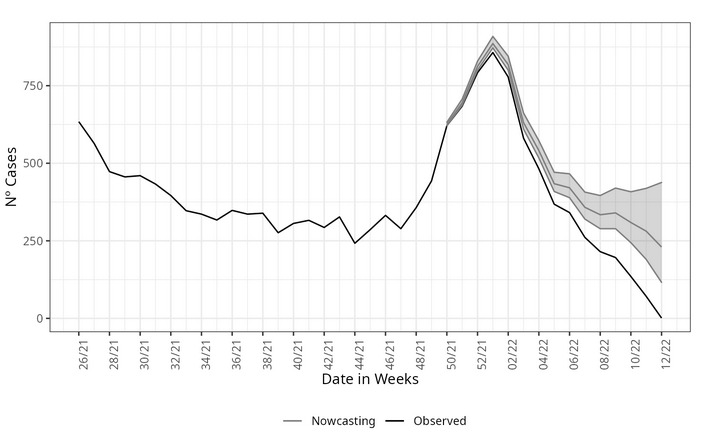 N° Cases
750
500
250
0
26/21 28/21 30/21 32/21 34/21 36/21 38/21 40/21 42/21 44/21 46/21 48/21 50/21 52/21 02/22 04/22 06/22 08/22 10/22 12/22
Date in Weeks
Nowcasting Observed